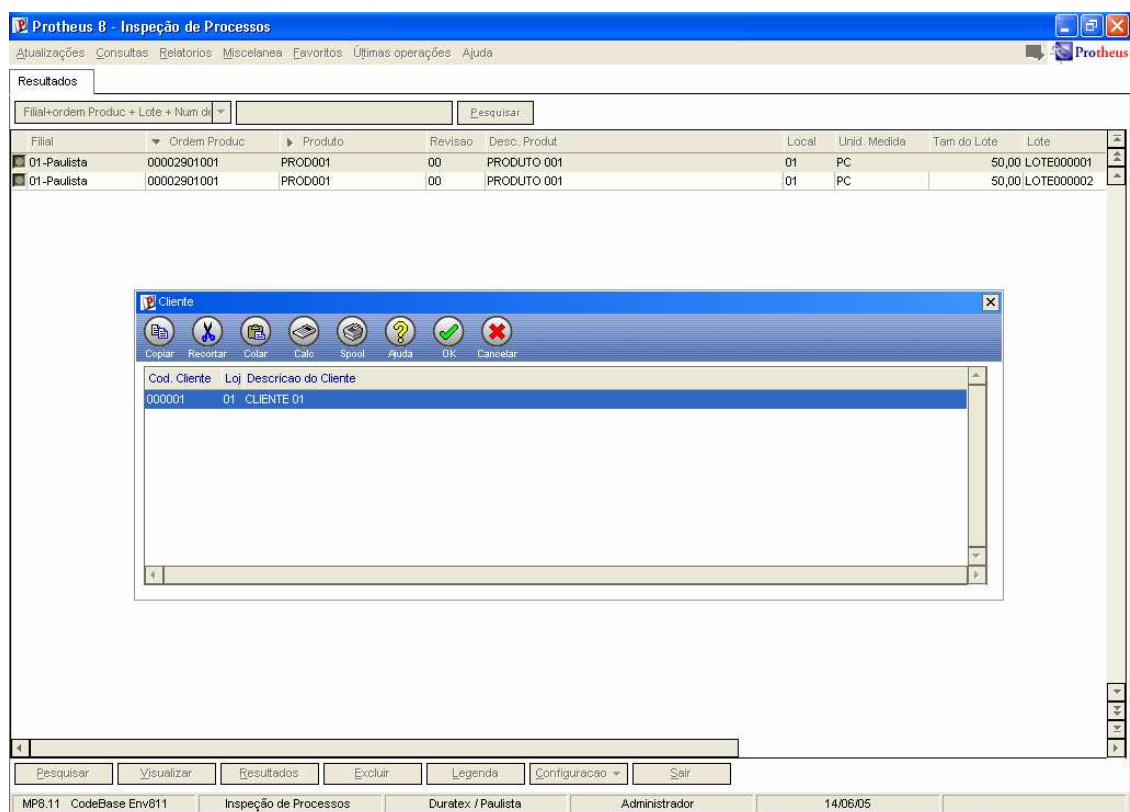 Protheus 8 - Inspeção de Processos
Atualizações Consultas Relatorios Miscelanea Favoritos Últimas operações Ajuda Protheus
Resultados
Filial+ordem Produc + Lote + Num de Pesquisar
Filial Ordem Produc Produto Revisao Desc. Produt Local Unid. Medida Tam do Lote Lote
01-Paulista 00002901001 PROD001 00 PRODUTO 001 01 PC 50,00 LOTE000001
01-Paulista 00002901001 PROD001 00 PRODUTO 001 01 PC 50,00 LOTE000002
Cliente
Copiar Recortar Colar Calc Spool Ajuda OK Cancelar
Cod. Cliente Loj Descricao do Cliente
000001 01 CLIENTE 01
Pesquisar Visualizar Resultados Excluir Legenda Configuracao Sair
MP8.11 CodeBase Env811 Inspeção de Processos Duratex / Paulista Administrador 14/06/05